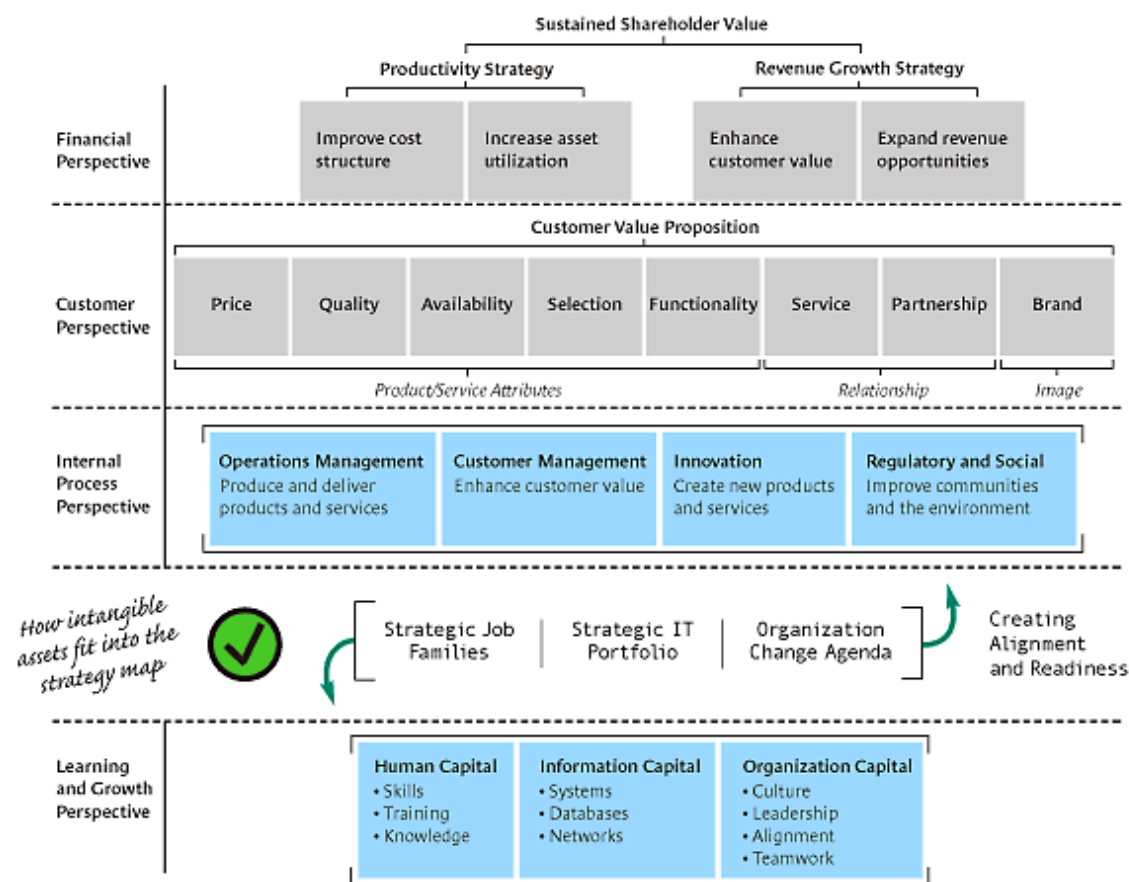 Sustained Shareholder Value
Productivity Strategy
Revenue Growth Strategy
Financial
Perspective
Improve cost
structure
Increase asset
utilization
Enhance
customer value
Expand revenue
opportunities
Customer Value Proposition
Customer
Perspective
Price
Quality
Availability
Selection
Functionality
Service
Partnership
Brand
Product/Service Attributes
Relationship
Image
Internal
Process
Perspective
Operations Management
Produce and deliver
products and services
Customer Management
Enhance customer value
Innovation
Create new products
and services
Regulatory and Social
Improve communities
and the environment
How intangible
assets fit into the
strategy map
Strategic Job
Families
Strategic IT
Portfolio
Organization
Change Agenda
Creating
Alignment
and Readiness
Learning
and Growth
Perspective
Human Capital
• Skills
• Training
• Knowledge
Information Capital
• Systems
• Databases
• Networks
Organization Capital
• Culture
• Leadership
• Alignment
• Teamwork